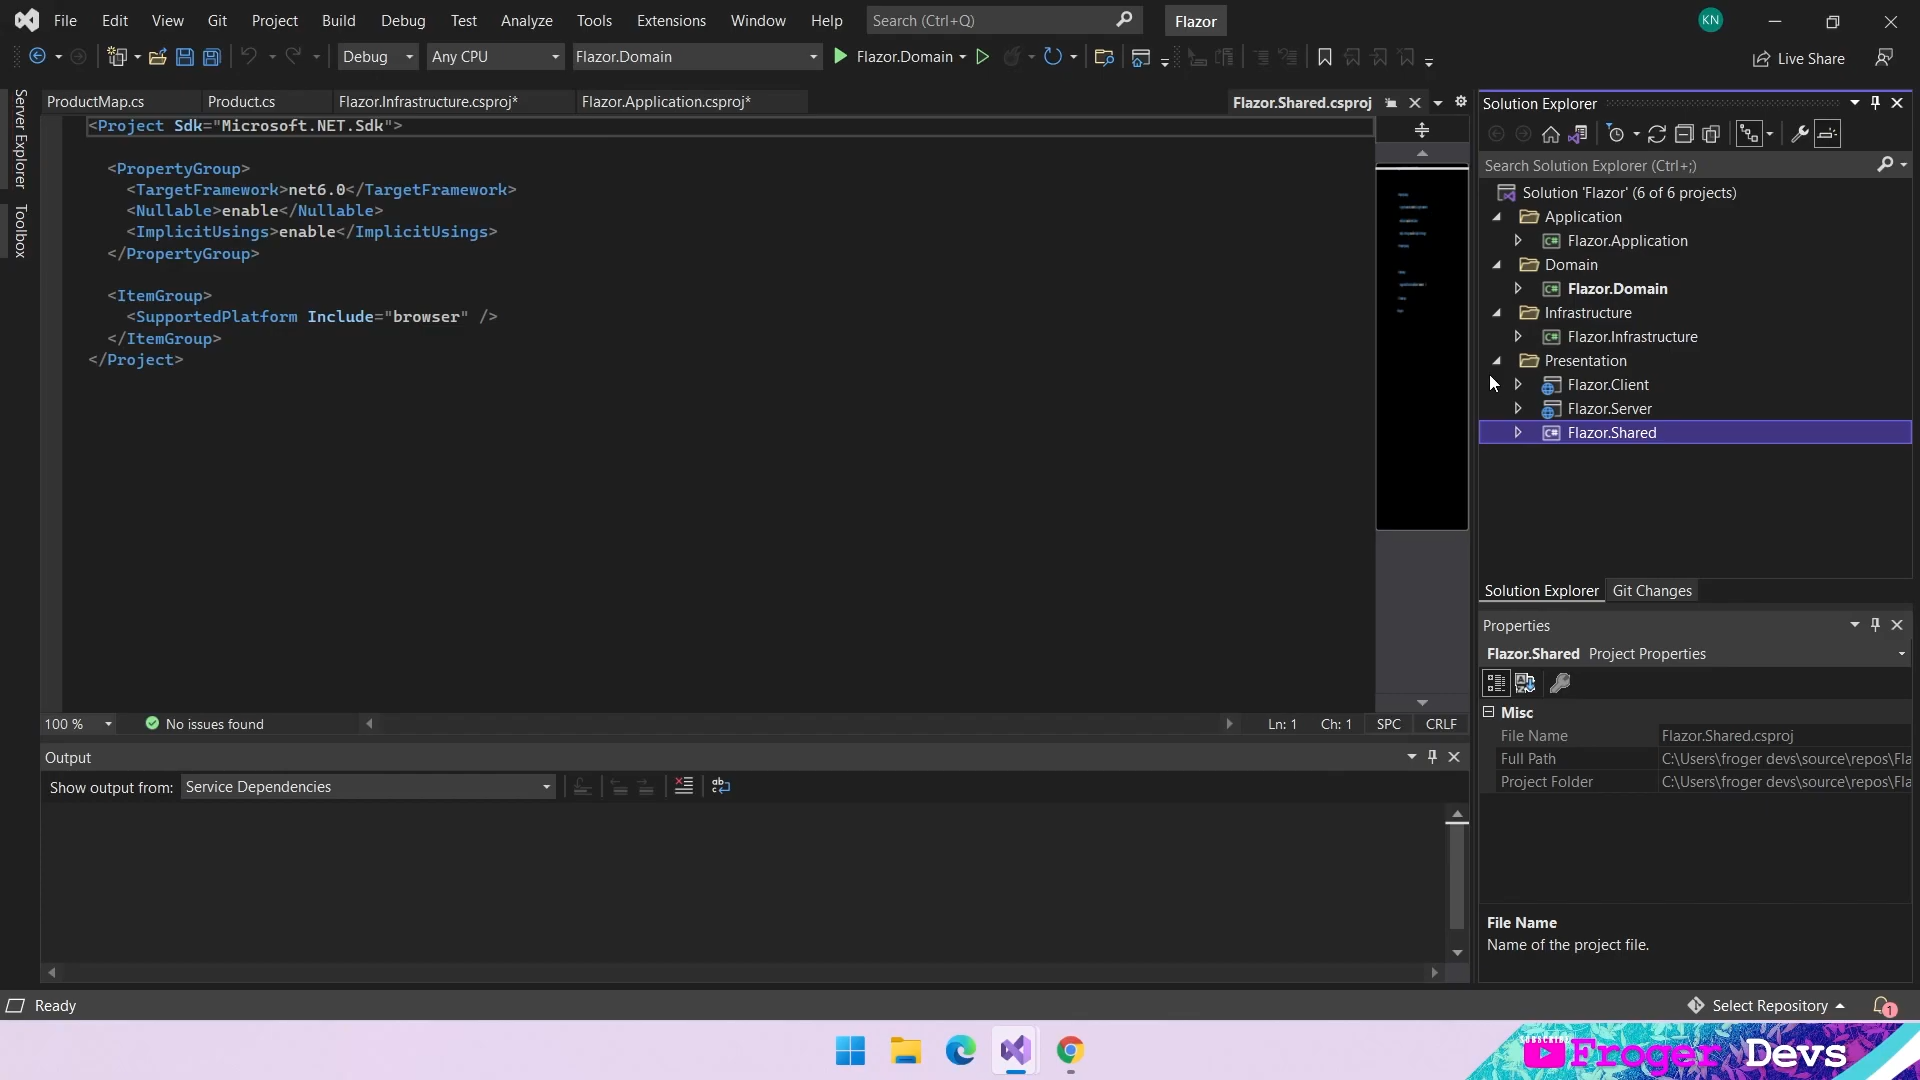 File Edit View Git Project Build Debug Test Analyze Tools Extensions Window Help Search (Ctrl+Q) Flazor KN
Debug Any CPU Flazor.Domain Flazor.Domain Live Share
Server Explorer
Toolbox
ProductMap.cs Product.cs Flazor.Infrastructure.csproj* Flazor.Application.csproj* Flazor.Shared.csproj
<Project Sdk="Microsoft.NET.Sdk">
<PropertyGroup>
<TargetFramework>net6.0</TargetFramework>
<Nullable>enable</Nullable>
<ImplicitUsings>enable</ImplicitUsings>
</PropertyGroup>
<ItemGroup>
<SupportedPlatform Include="browser" />
</ItemGroup>
</Project>
100 % No issues found Ln: 1 Ch: 1 SPC CRLF
Output
Show output from: Service Dependencies
Solution Explorer
Search Solution Explorer (Ctrl+;)
Solution 'Flazor' (6 of 6 projects)
Application
Flazor.Application
Domain
Flazor.Domain
Infrastructure
Flazor.Infrastructure
Presentation
Flazor.Client
Flazor.Server
Flazor.Shared
Solution Explorer Git Changes
Properties
Flazor.Shared Project Properties
Misc
File Name Flazor.Shared.csproj
Full Path C:\Users\froger devs\source\repos\Fla
Project Folder C:\Users\froger devs\source\repos\Fla
File Name
Name of the project file.
Ready Select Repository 1
SUBSCRIBE
Froger Devs